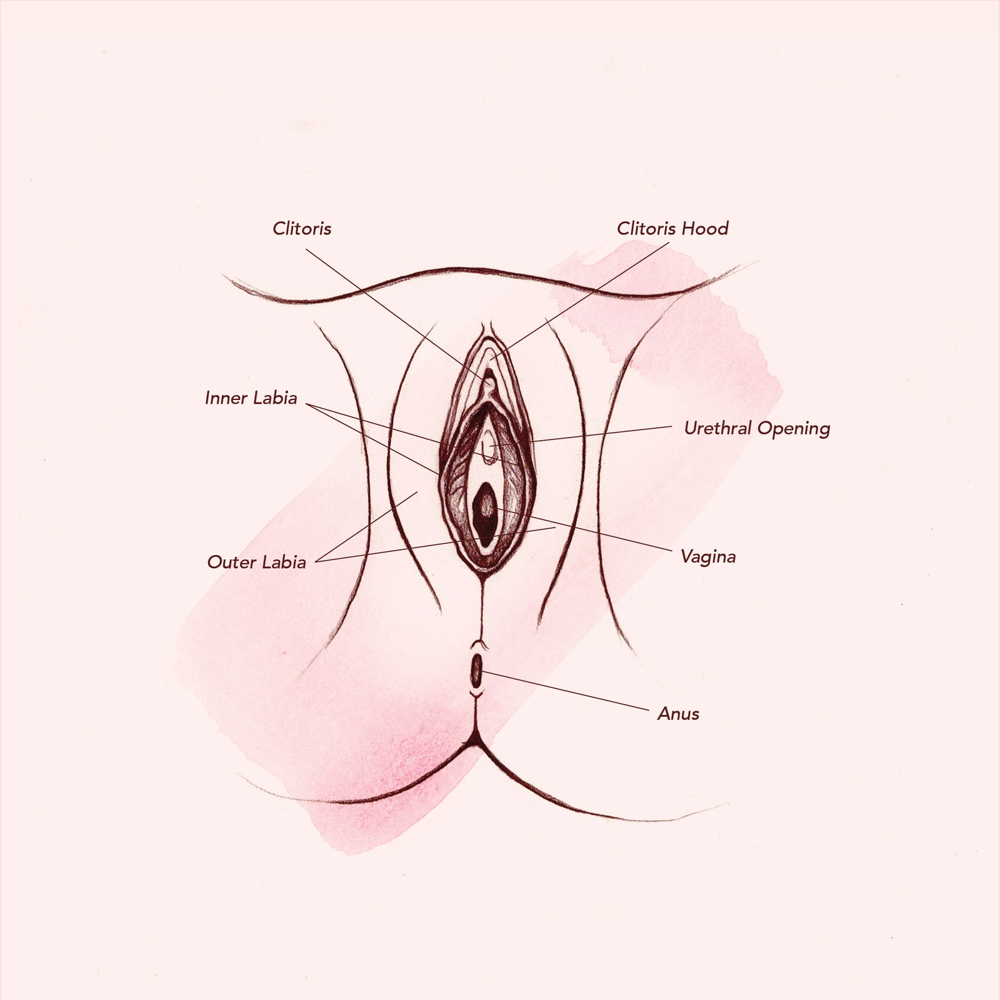 Clitoris
Clitoris Hood
Inner Labia
Urethral Opening
Outer Labia
Vagina
Anus